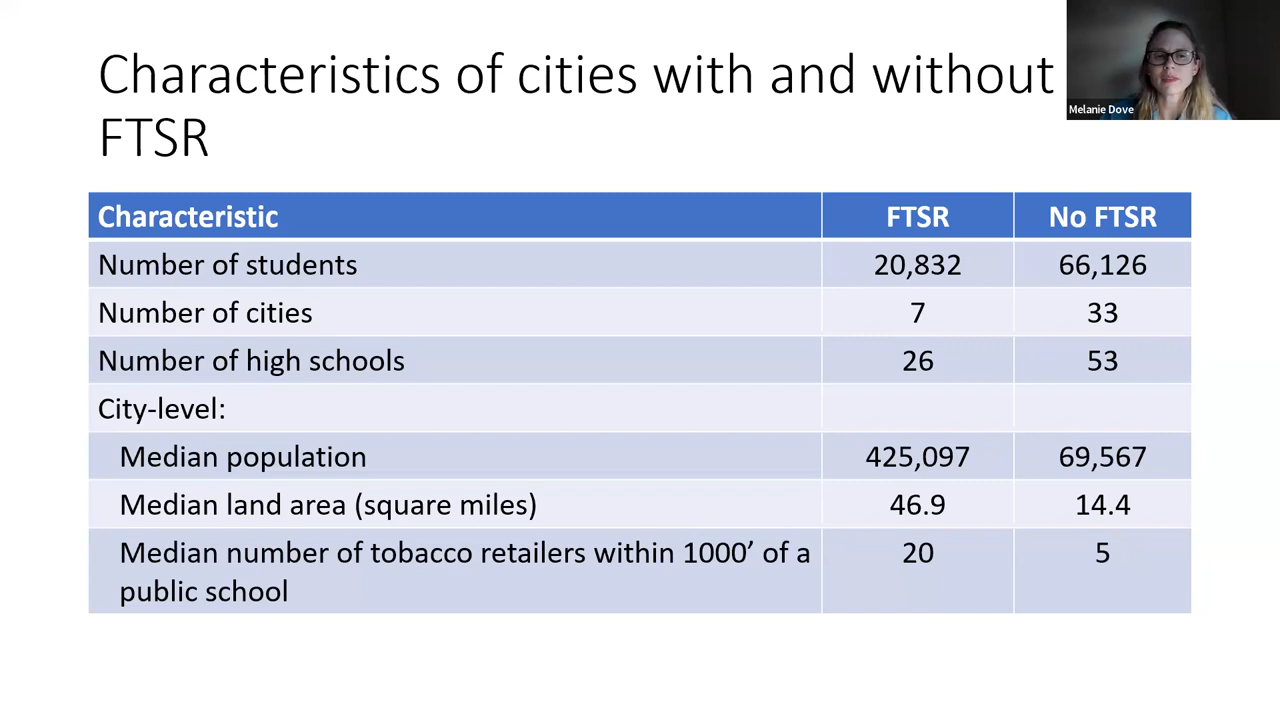 Characteristics of cities with and without
FTSR
Melanie Dove
Characteristic FTSR No FTSR
Number of students 20,832 66,126
Number of cities 7 33
Number of high schools 26 53
City-level:
Median population 425,097 69,567
Median land area (square miles) 46.9 14.4
Median number of tobacco retailers within 1000’ of a 20 5
public school